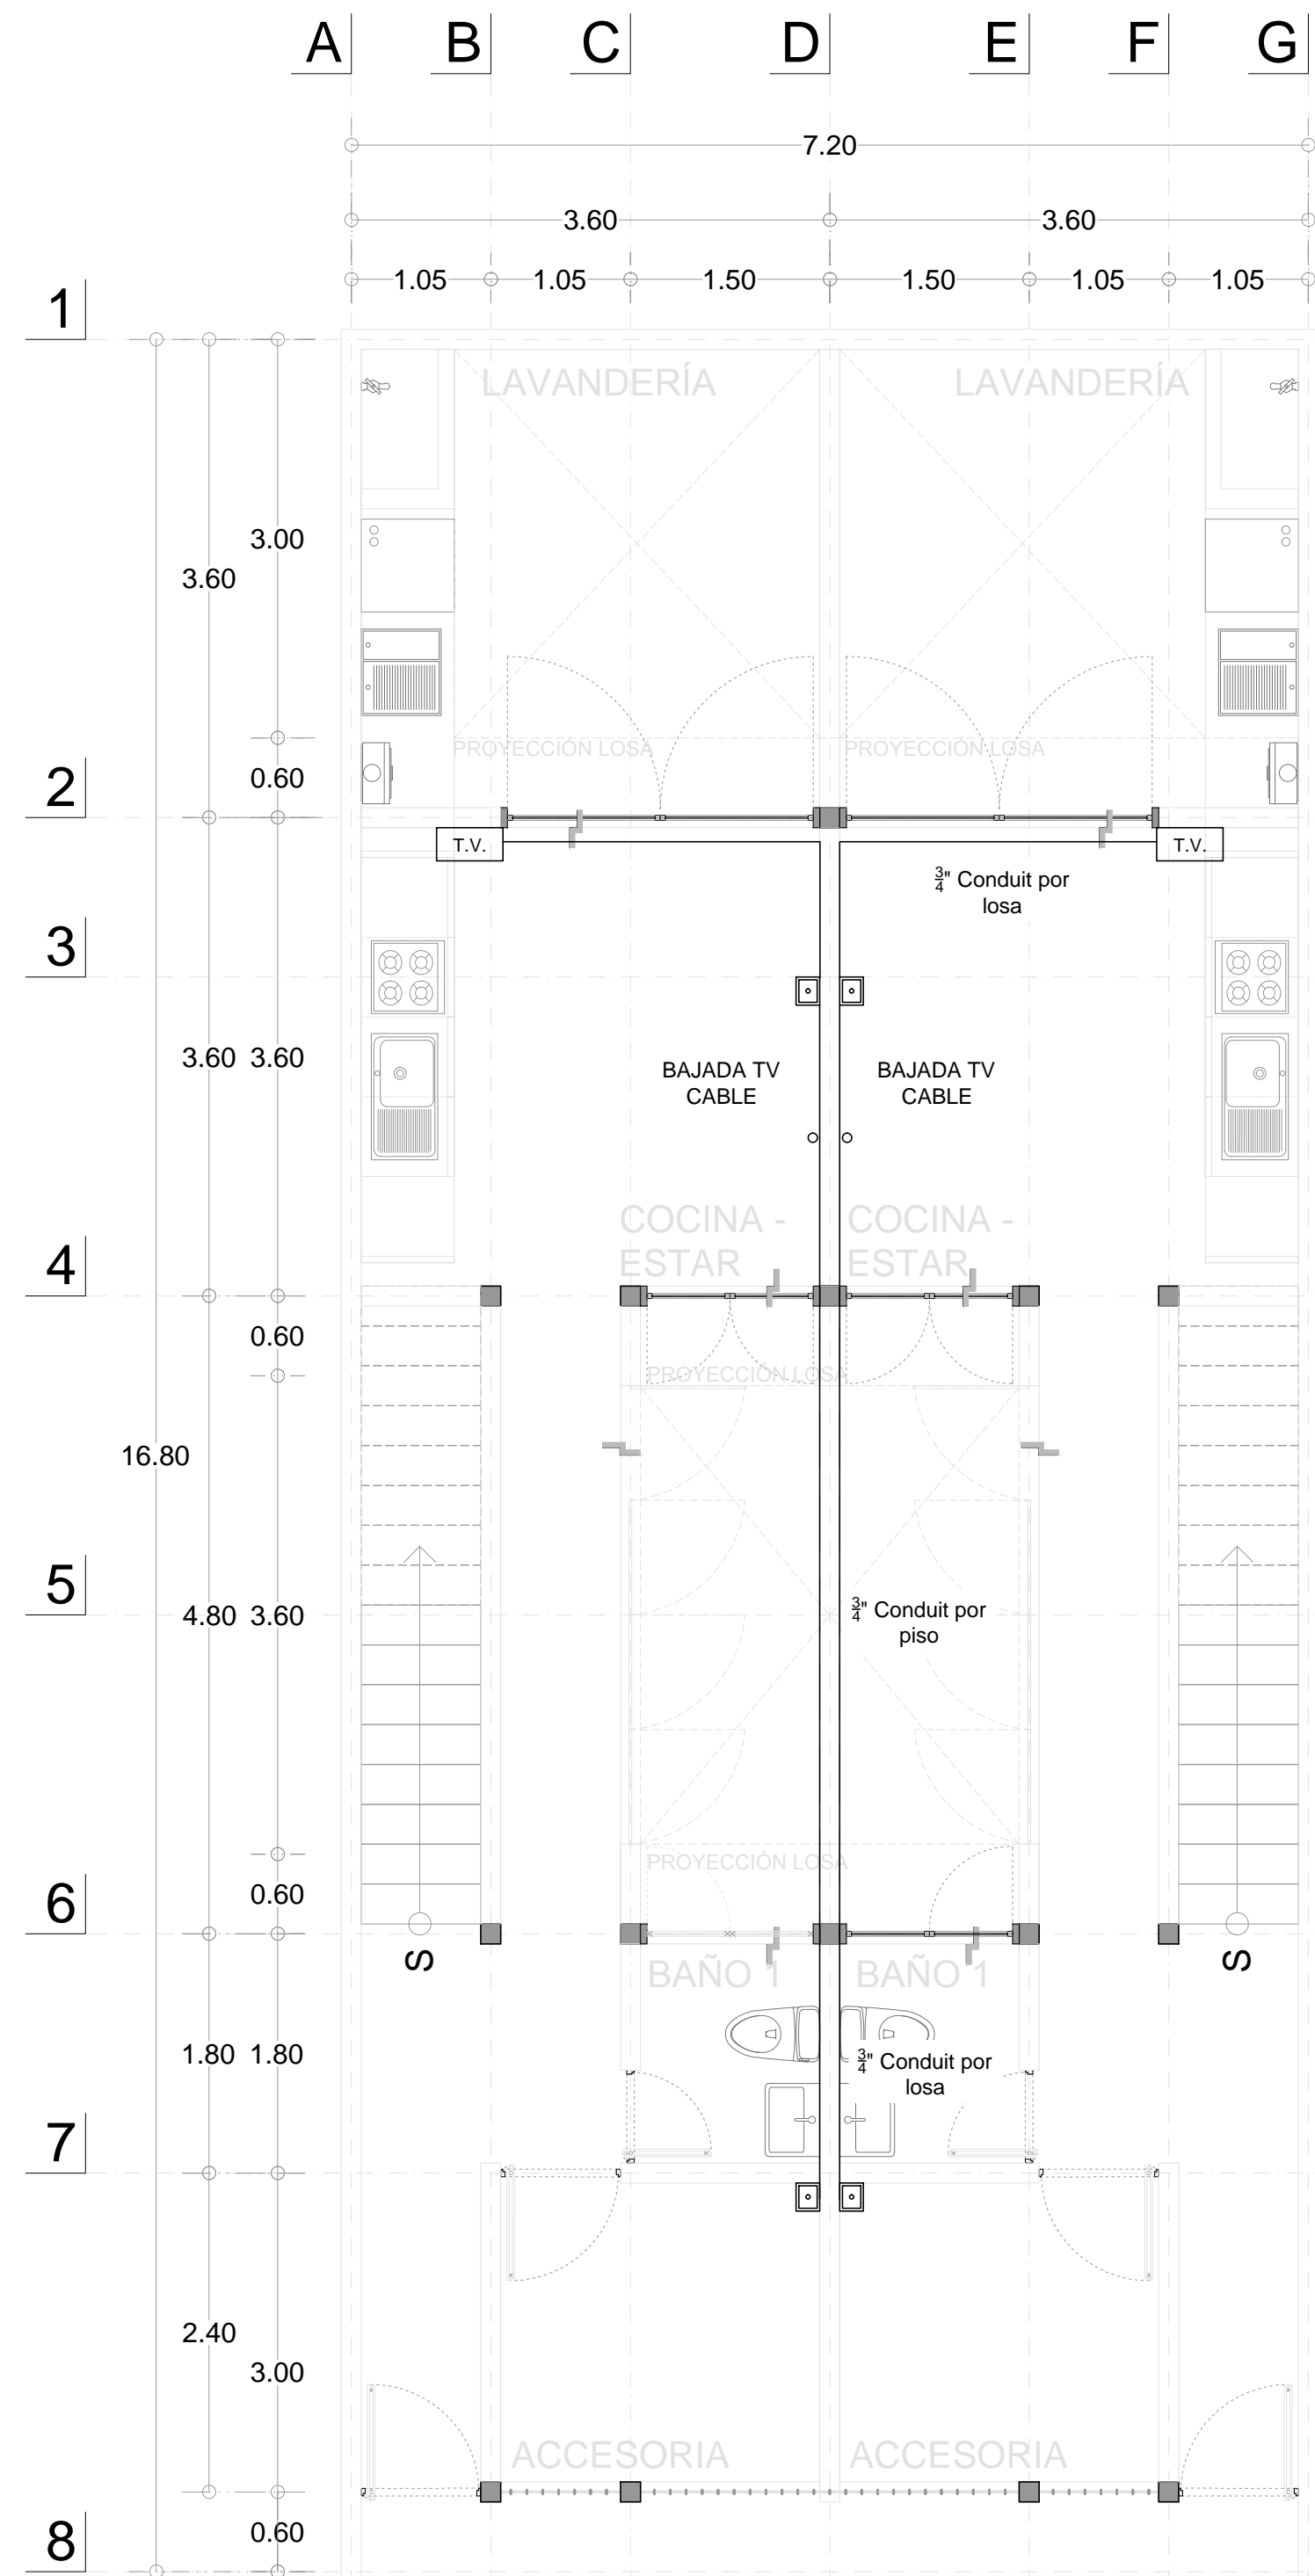 A B C D E F G
7.20
3.60 3.60
1.05 1.05 1.50 1.50 1.05 1.05
1
LAVANDERÍA LAVANDERÍA
3.00
3.60
PROYECCIÓN LOSA PROYECCIÓN LOSA
0.60
2
T.V. T.V.
3/4" Conduit por
losa
3
3.60 3.60
BAJADA TV
CABLE
BAJADA TV
CABLE
COCINA -
ESTAR
COCINA -
ESTAR
4
0.60
PROYECCIÓN LOSA
16.80
5
4.80 3.60
3/4" Conduit por
piso
PROYECCIÓN LOSA
0.60
6
S S
BAÑO 1 BAÑO 1
1.80 1.80
3/4" Conduit por
losa
7
2.40
3.00
ACCESORIA ACCESORIA
0.60
8